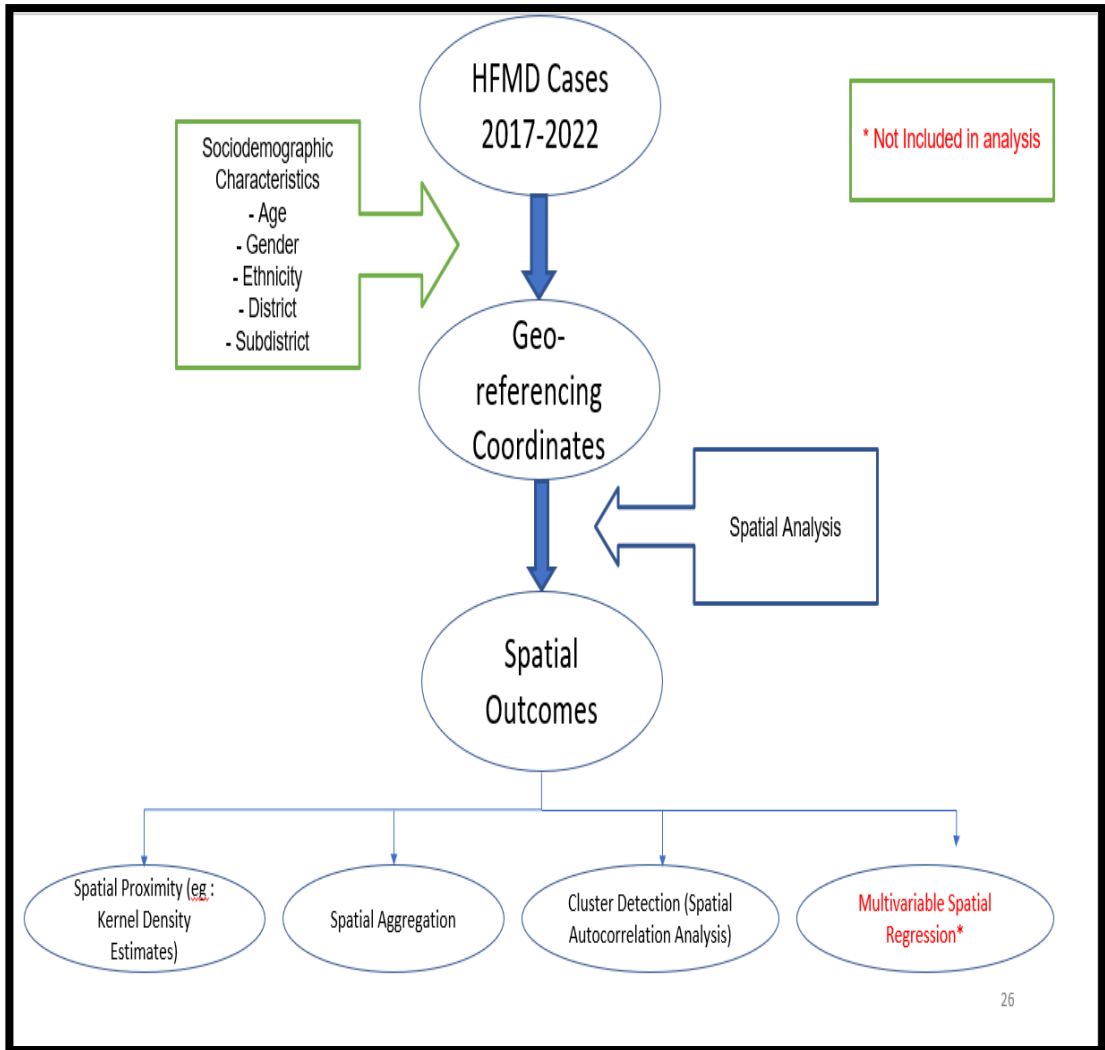 HFMD Cases
2017-2022
* Not Included in analysis
Sociodemographic
Characteristics
- Age
- Gender
- Ethnicity
- District
- Subdistrict
Geo-
referencing
Coordinates
Spatial Analysis
Spatial
Outcomes
Spatial Proximity (eg :
Kernel Density
Estimates)
Spatial Aggregation
Cluster Detection (Spatial
Autocorrelation Analysis)
Multivariable Spatial
Regression*
26